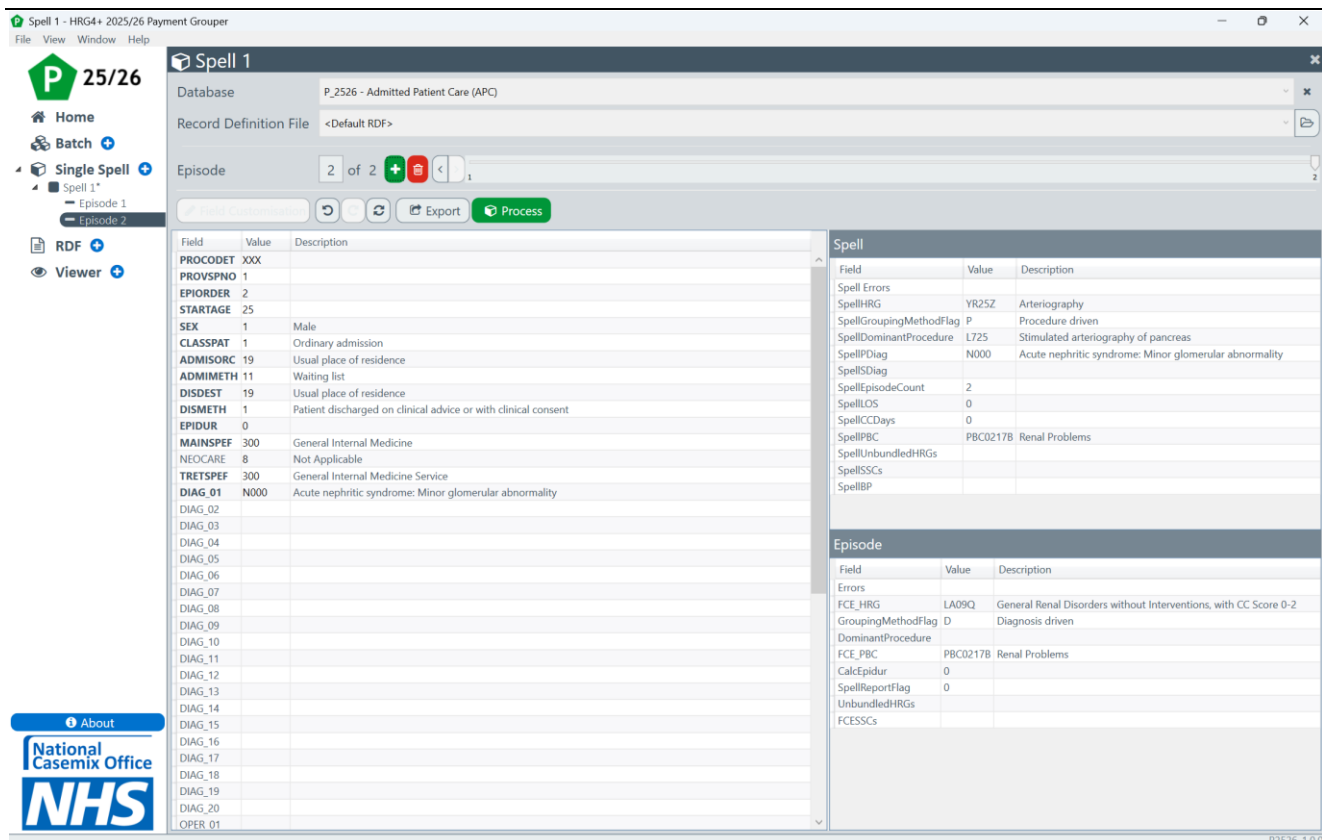 Spell 1 - HRG4+ 2025/26 Payment Grouper
File View Window Help
P 25/26
Home
Batch
Single Spell
Spell 1*
Episode 1
Episode 2
RDF
Viewer
About
National
Casemix Office
NHS
Spell 1
Database P_2526 - Admitted Patient Care (APC)
Record Definition File <Default RDF>
Episode 2 of 2 1 2
Field Customisation Export Process
Field Value Description
PROCODET XXX
PROVSPNO 1
EPIORDER 2
STARTAGE 25
SEX 1 Male
CLASSPAT 1 Ordinary admission
ADMISORC 19 Usual place of residence
ADMIMETH 11 Waiting list
DISDEST 19 Usual place of residence
DISMETH 1 Patient discharged on clinical advice or with clinical consent
EPIDUR 0
MAINSPEF 300 General Internal Medicine
NEOCARE 8 Not Applicable
TRETSPEF 300 General Internal Medicine Service
DIAG_01 N000 Acute nephritic syndrome: Minor glomerular abnormality
DIAG_02
DIAG_03
DIAG_04
DIAG_05
DIAG_06
DIAG_07
DIAG_08
DIAG_09
DIAG_10
DIAG_11
DIAG_12
DIAG_13
DIAG_14
DIAG_15
DIAG_16
DIAG_17
DIAG_18
DIAG_19
DIAG_20
OPER_01
Spell
Field Value Description
Spell Errors
SpellHRG YR25Z Arteriography
SpellGroupingMethodFlag P Procedure driven
SpellDominantProcedure L725 Stimulated arteriography of pancreas
SpellPDiag N000 Acute nephritic syndrome: Minor glomerular abnormality
SpellSDiag
SpellEpisodeCount 2
SpellLOS 0
SpellCCDays 0
SpellPBC PBC0217B Renal Problems
SpellUnbundledHRGs
SpellSSCs
SpellBP
Episode
Field Value Description
Errors
FCE_HRG LA09Q General Renal Disorders without Interventions, with CC Score 0-2
GroupingMethodFlag D Diagnosis driven
DominantProcedure
FCE_PBC PBC0217B Renal Problems
CalcEpidur 0
SpellReportFlag 0
UnbundledHRGs
FCESSCs